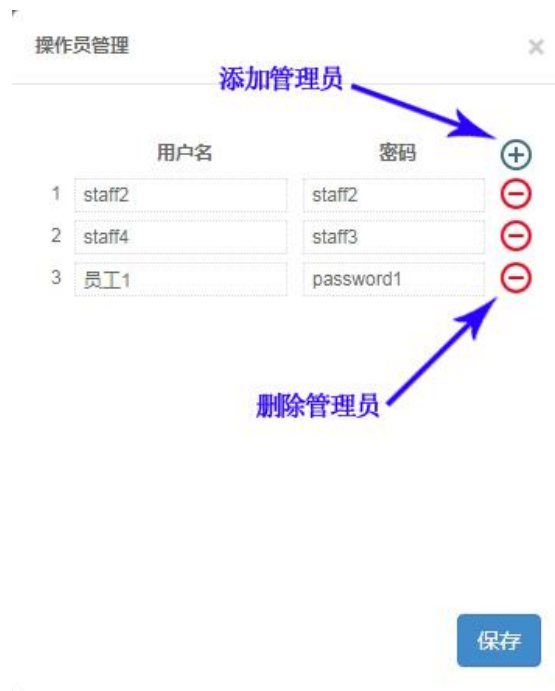 操作员管理 ×
添加管理员
用户名 密码
1 staff2 staff2
2 staff4 staff3
3 员工1 password1
删除管理员
保存